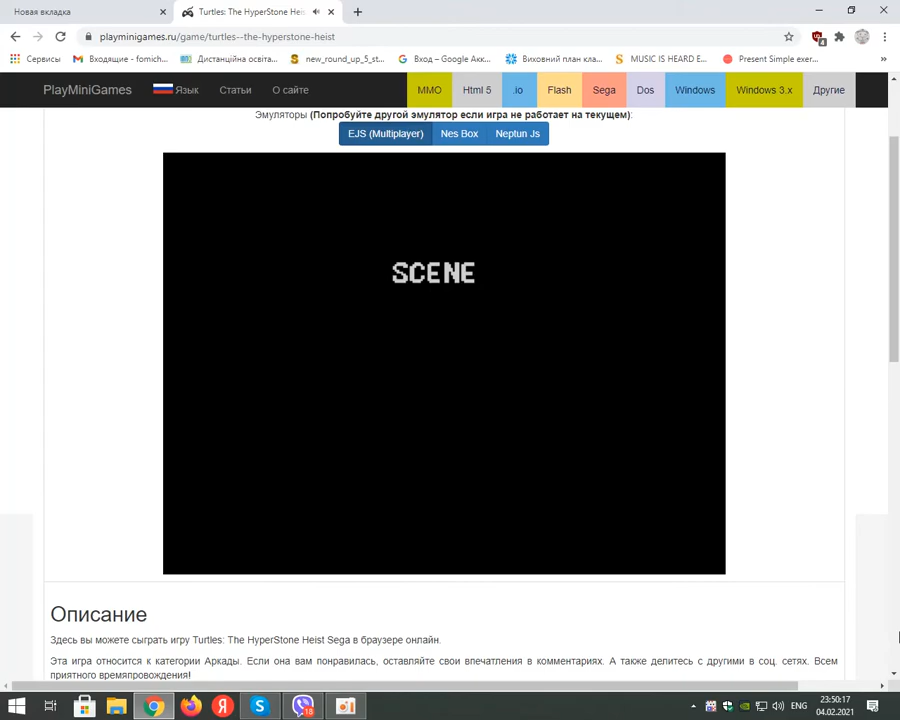 Новая вкладка
Turtles: The HyperStone Heist
playminigames.ru/game/turtles--the-hyperstone-heist
4
Сервисы
Входящие - fomich...
Дистанційна освіта...
new_round_up_5_st...
Вход – Google Акк...
Виховний план кла...
MUSIC IS HEARD E...
Present Simple exer...
»
PlayMiniGames
Язык
Статьи
О сайте
MMO
Html 5
.io
Flash
Sega
Dos
Windows
Windows 3.x
Другие
Эмуляторы (Попробуйте другой эмулятор если игра не работает на текущем):
EJS (Multiplayer)
Nes Box
Neptun Js
SCENE
Описание
Здесь вы можете сыграть игру Turtles: The HyperStone Heist Sega в браузере онлайн.
Эта игра относится к категории Аркады. Если она вам понравилась, оставляйте свои впечатления в комментариях. А также делитесь с другими в соц. сетях. Всем
приятного времяпровождения!
18
ENG
23:50:17
04.02.2021